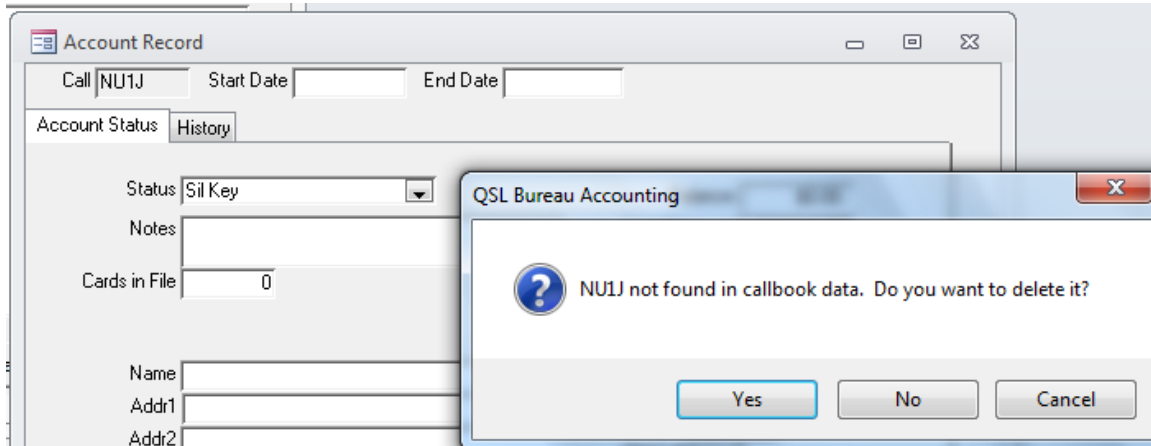 Account Record
Call NU1J Start Date End Date
Account Status History
Status Sil Key
Notes
Cards in File 0
Name
Addr1
Addr2
QSL Bureau Accounting
NU1J not found in callbook data. Do you want to delete it?
Yes No Cancel